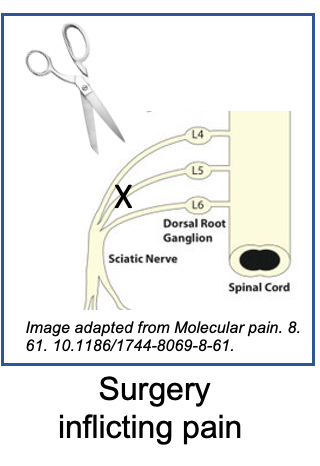 L4
X
L5
L6
Dorsal Root
Ganglion
Sciatic Nerve
Spinal Cord
Image adapted from Molecular pain. 8.
61. 10.1186/1744-8069-8-61.
Surgery
inflicting pain